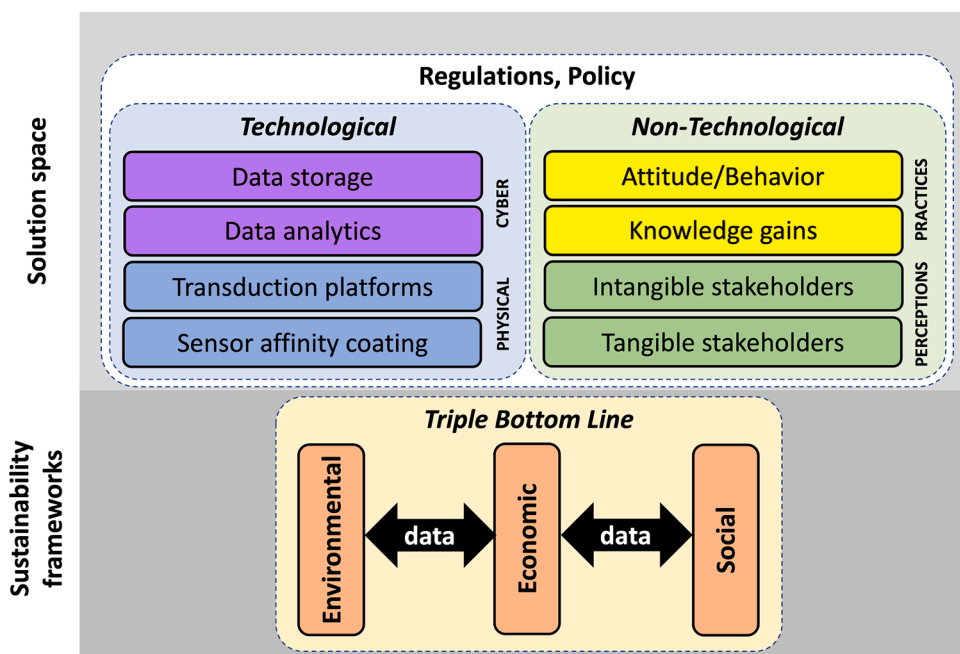 Solution space
Regulations, Policy
Technological
Data storage
Data analytics
CYBER
Transduction platforms
Sensor affinity coating
PHYSICAL
Non-Technological
Attitude/Behavior
Knowledge gains
PRACTICES
Intangible stakeholders
Tangible stakeholders
PERCEPTIONS
Sustainability
frameworks
Triple Bottom Line
Environmental
data
Economic
data
Social